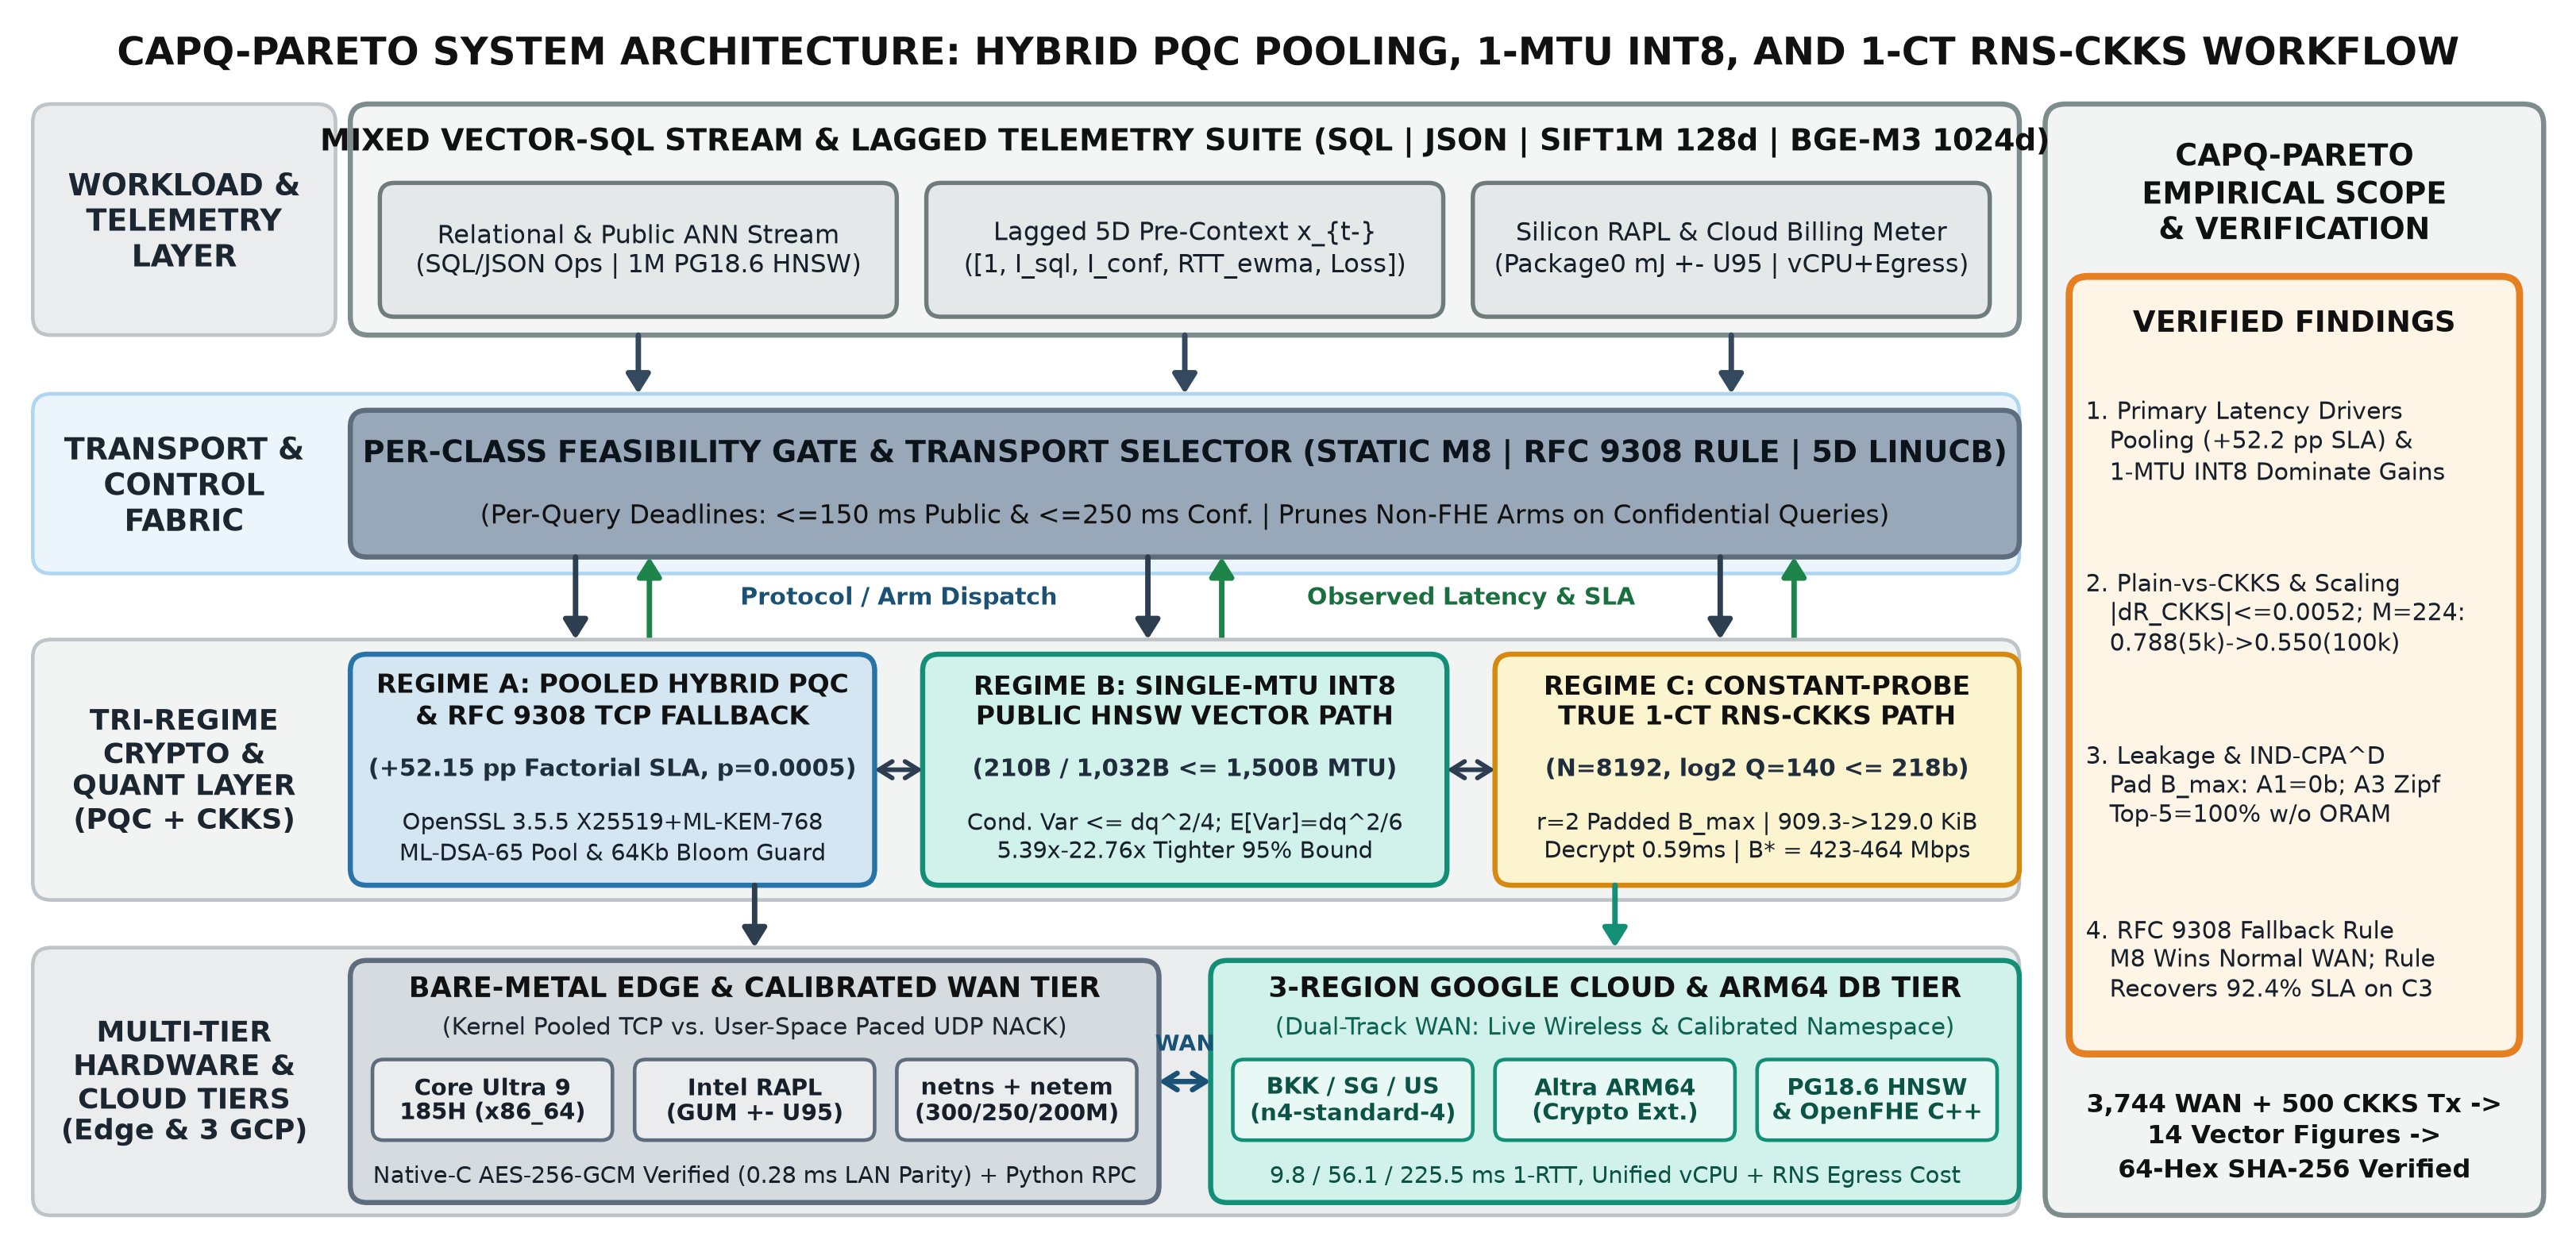 CAPQ-PARETO SYSTEM ARCHITECTURE: HYBRID PQC POOLING, 1-MTU INT8, AND 1-CT RNS-CKKS WORKFLOW
WORKLOAD &
TELEMETRY
LAYER
MIXED VECTOR-SQL STREAM & LAGGED TELEMETRY SUITE (SQL | JSON | SIFT1M 128d | BGE-M3 1024d)
Relational & Public ANN Stream
(SQL/JSON Ops | 1M PG18.6 HNSW)
Lagged 5D Pre-Context x_{t-}
([1, I_sql, I_conf, RTT_ewma, Loss])
Silicon RAPL & Cloud Billing Meter
(Package0 mJ +- U95 | vCPU+Egress)
TRANSPORT &
CONTROL
FABRIC
PER-CLASS FEASIBILITY GATE & TRANSPORT SELECTOR (STATIC M8 | RFC 9308 RULE | 5D LINUCB)
(Per-Query Deadlines: <=150 ms Public & <=250 ms Conf. | Prunes Non-FHE Arms on Confidential Queries)
Protocol / Arm Dispatch
Observed Latency & SLA
TRI-REGIME
CRYPTO &
QUANT LAYER
(PQC + CKKS)
REGIME A: POOLED HYBRID PQC
& RFC 9308 TCP FALLBACK
(+52.15 pp Factorial SLA, p=0.0005)
OpenSSL 3.5.5 X25519+ML-KEM-768
ML-DSA-65 Pool & 64Kb Bloom Guard
REGIME B: SINGLE-MTU INT8
PUBLIC HNSW VECTOR PATH
(210B / 1,032B <= 1,500B MTU)
Cond. Var <= dq^2/4; E[Var]=dq^2/6
5.39x-22.76x Tighter 95% Bound
REGIME C: CONSTANT-PROBE
TRUE 1-CT RNS-CKKS PATH
(N=8192, log2 Q=140 <= 218b)
r=2 Padded B_max | 909.3->129.0 KiB
Decrypt 0.59ms | B* = 423-464 Mbps
MULTI-TIER
HARDWARE &
CLOUD TIERS
(Edge & 3 GCP)
BARE-METAL EDGE & CALIBRATED WAN TIER
(Kernel Pooled TCP vs. User-Space Paced UDP NACK)
Core Ultra 9
185H (x86_64)
Intel RAPL
(GUM +- U95)
netns + netem
(300/250/200M)
Native-C AES-256-GCM Verified (0.28 ms LAN Parity) + Python RPC
WAN
3-REGION GOOGLE CLOUD & ARM64 DB TIER
(Dual-Track WAN: Live Wireless & Calibrated Namespace)
BKK / SG / US
(n4-standard-4)
Altra ARM64
(Crypto Ext.)
PG18.6 HNSW
& OpenFHE C++
9.8 / 56.1 / 225.5 ms 1-RTT, Unified vCPU + RNS Egress Cost
CAPQ-PARETO
EMPIRICAL SCOPE
& VERIFICATION
VERIFIED FINDINGS
1. Primary Latency Drivers
Pooling (+52.2 pp SLA) &
1-MTU INT8 Dominate Gains
2. Plain-vs-CKKS & Scaling
|dR_CKKS|<=0.0052; M=224:
0.788(5k)->0.550(100k)
3. Leakage & IND-CPA^D
Pad B_max: A1=0b; A3 Zipf
Top-5=100% w/o ORAM
4. RFC 9308 Fallback Rule
M8 Wins Normal WAN; Rule
Recovers 92.4% SLA on C3
3,744 WAN + 500 CKKS Tx ->
14 Vector Figures ->
64-Hex SHA-256 Verified